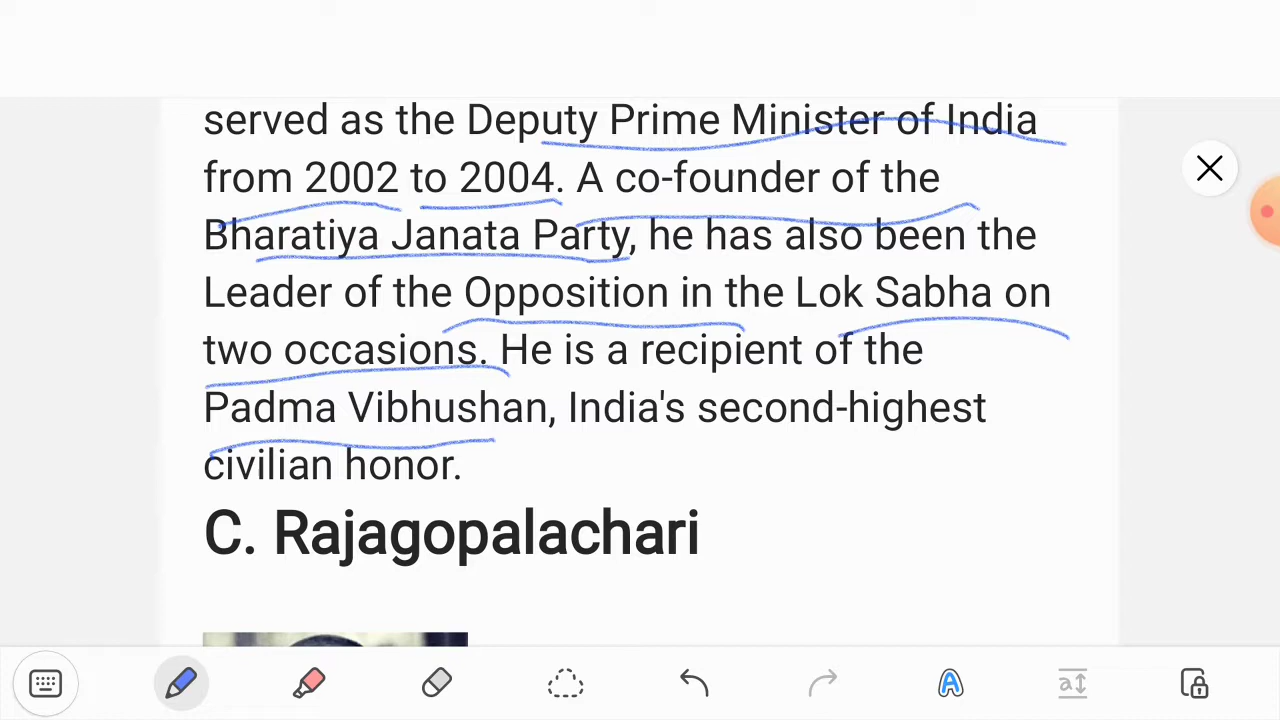 served as the Deputy Prime Minister of India
from 2002 to 2004. A co-founder of the
Bharatiya Janata Party, he has also been the
Leader of the Opposition in the Lok Sabha on
two occasions. He is a recipient of the
Padma Vibhushan, India's second-highest
civilian honor.
C. Rajagopalachari
A
a